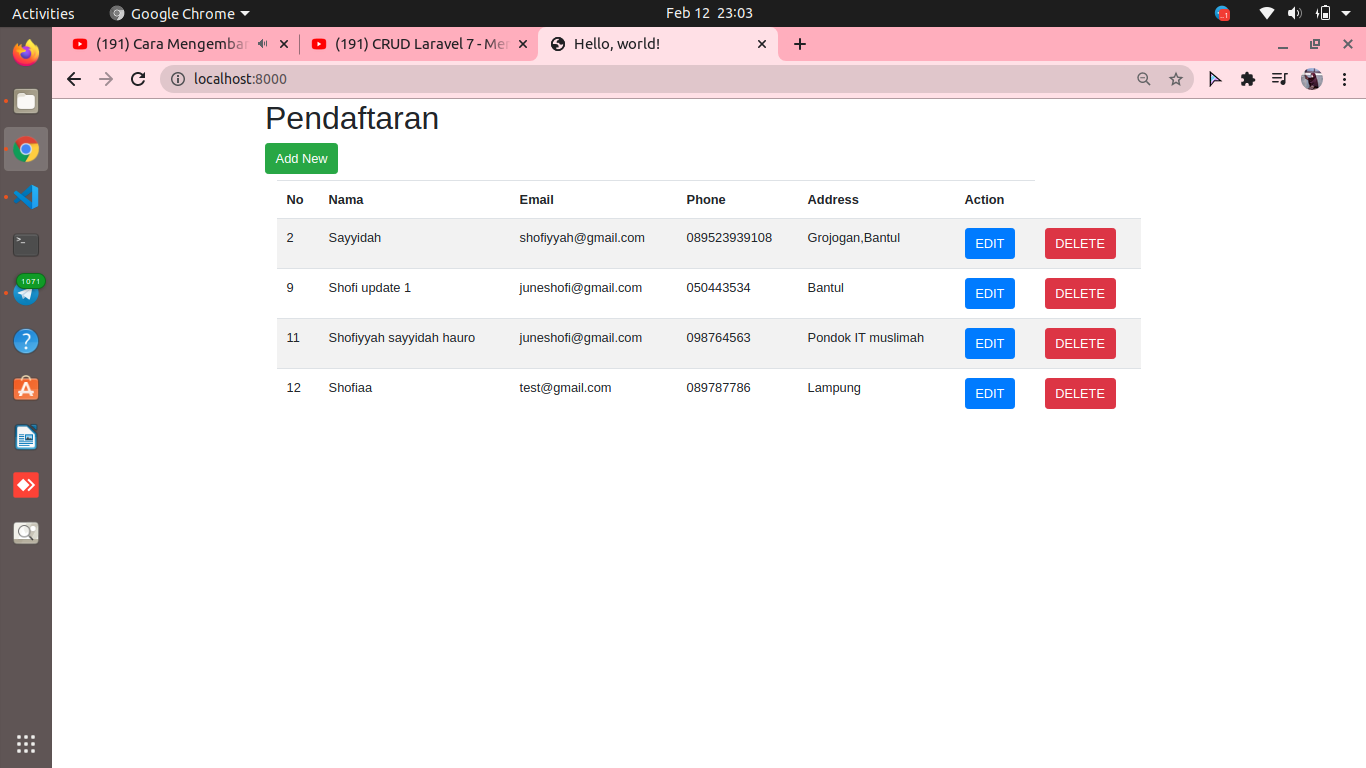 Activities Google Chrome Feb 12 23:03
(191) Cara Mengemban (191) CRUD Laravel 7 - Mer Hello, world!
localhost:8000
1071
Pendaftaran
Add New
No Nama Email Phone Address Action
2 Sayyidah shofiyyah@gmail.com 089523939108 Grojogan,Bantul EDIT DELETE
9 Shofi update 1 juneshofi@gmail.com 050443534 Bantul EDIT DELETE
11 Shofiyyah sayyidah hauro juneshofi@gmail.com 098764563 Pondok IT muslimah EDIT DELETE
12 Shofiaa test@gmail.com 089787786 Lampung EDIT DELETE